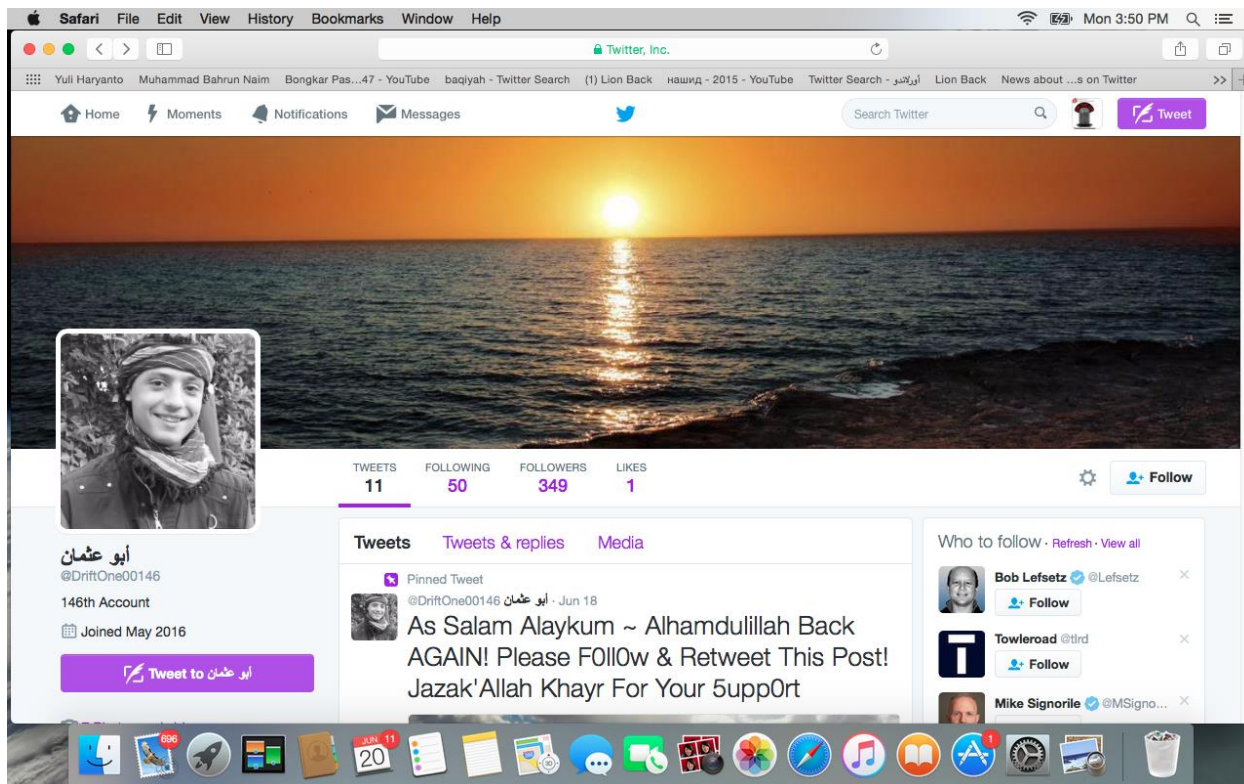 Safari File Edit View History Bookmarks Window Help Mon 3:50 PM
Twitter, Inc.
Yuli Haryanto Muhammad Bahrun Naim Bongkar Pas...47 - YouTube baqiyah - Twitter Search (1) Lion Back нашид - 2015 - YouTube Twitter Search - أورلاندو Lion Back News about ...s on Twitter >>
Home Moments Notifications Messages Search Twitter Tweet
TWEETS FOLLOWING FOLLOWERS LIKES
11 50 349 1
Follow
أبو عثمان
@DriftOne00146
146th Account
Joined May 2016
Tweet to أبو عثمان
Tweets Tweets & replies Media
Pinned Tweet
@DriftOne00146 أبو عثمان · Jun 18
As Salam Alaykum ~ Alhamdulillah Back
AGAIN! Please F0ll0w & Retweet This Post!
Jazak'Allah Khayr For Your 5upp0rt
Who to follow · Refresh · View all
Bob Lefsetz @Lefsetz
Follow
Towleroad @tlrd
Follow
Mike Signorile @MSigno...
696
JUN 11
20
1